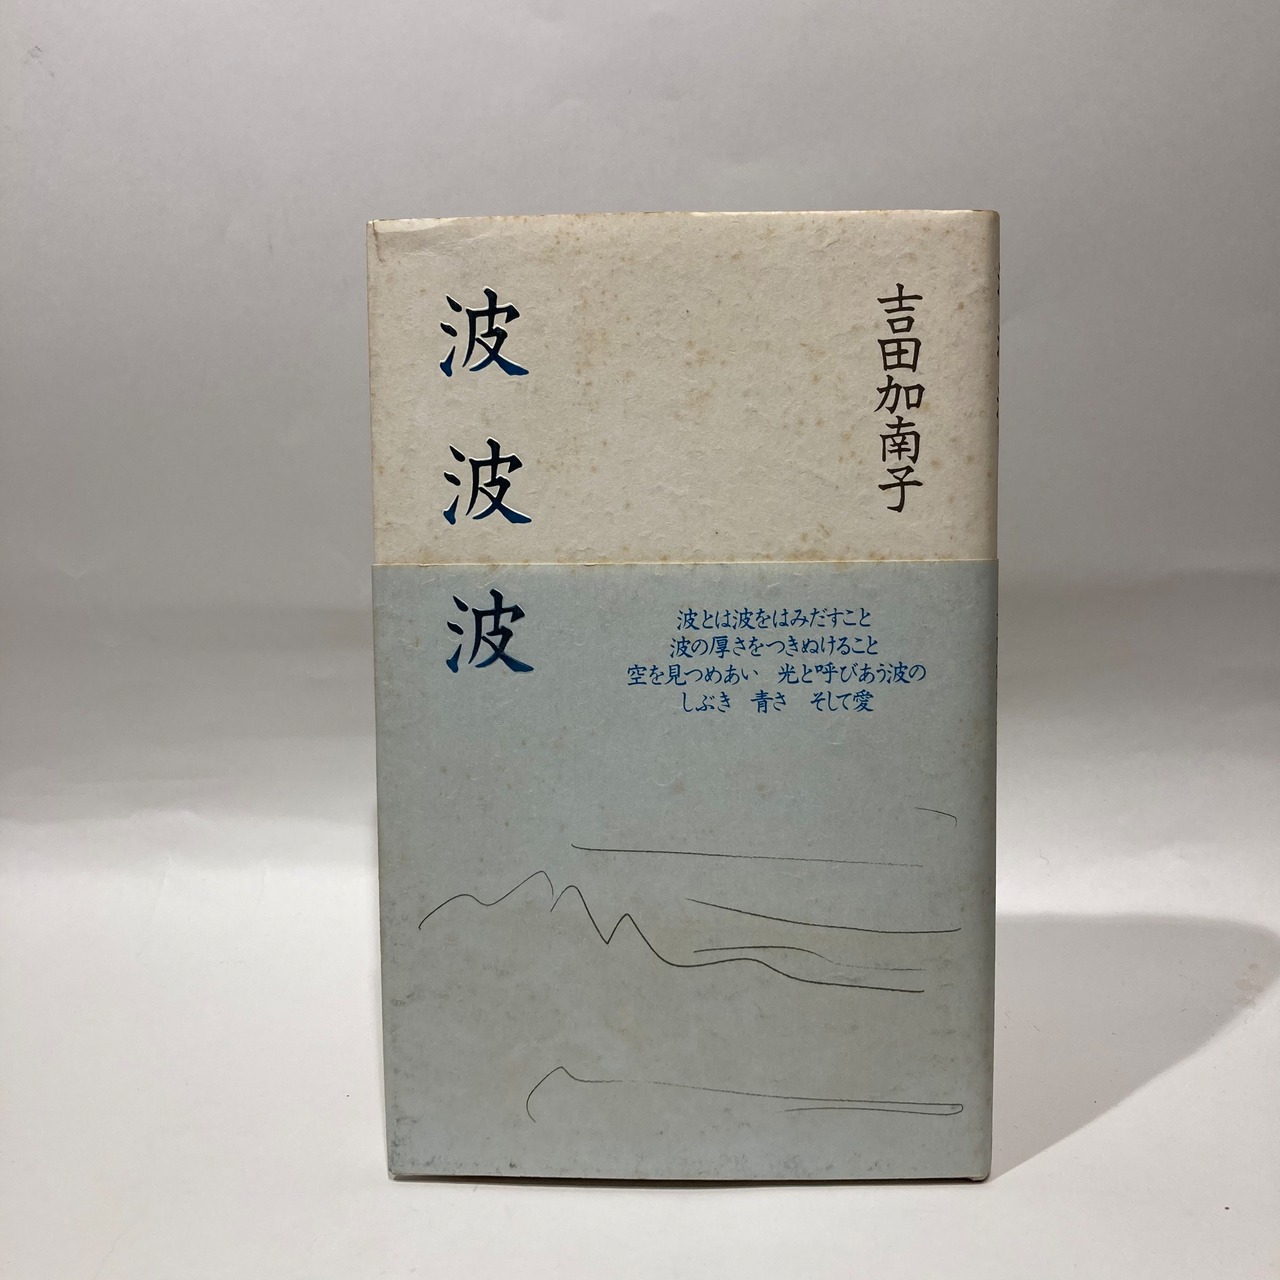 吉田加南子
波
波
波
波とは波をはみだすこと
波の厚さをつきぬけること
空を見つめあい　光と呼びあう波の
しぶき　青さ　そして愛